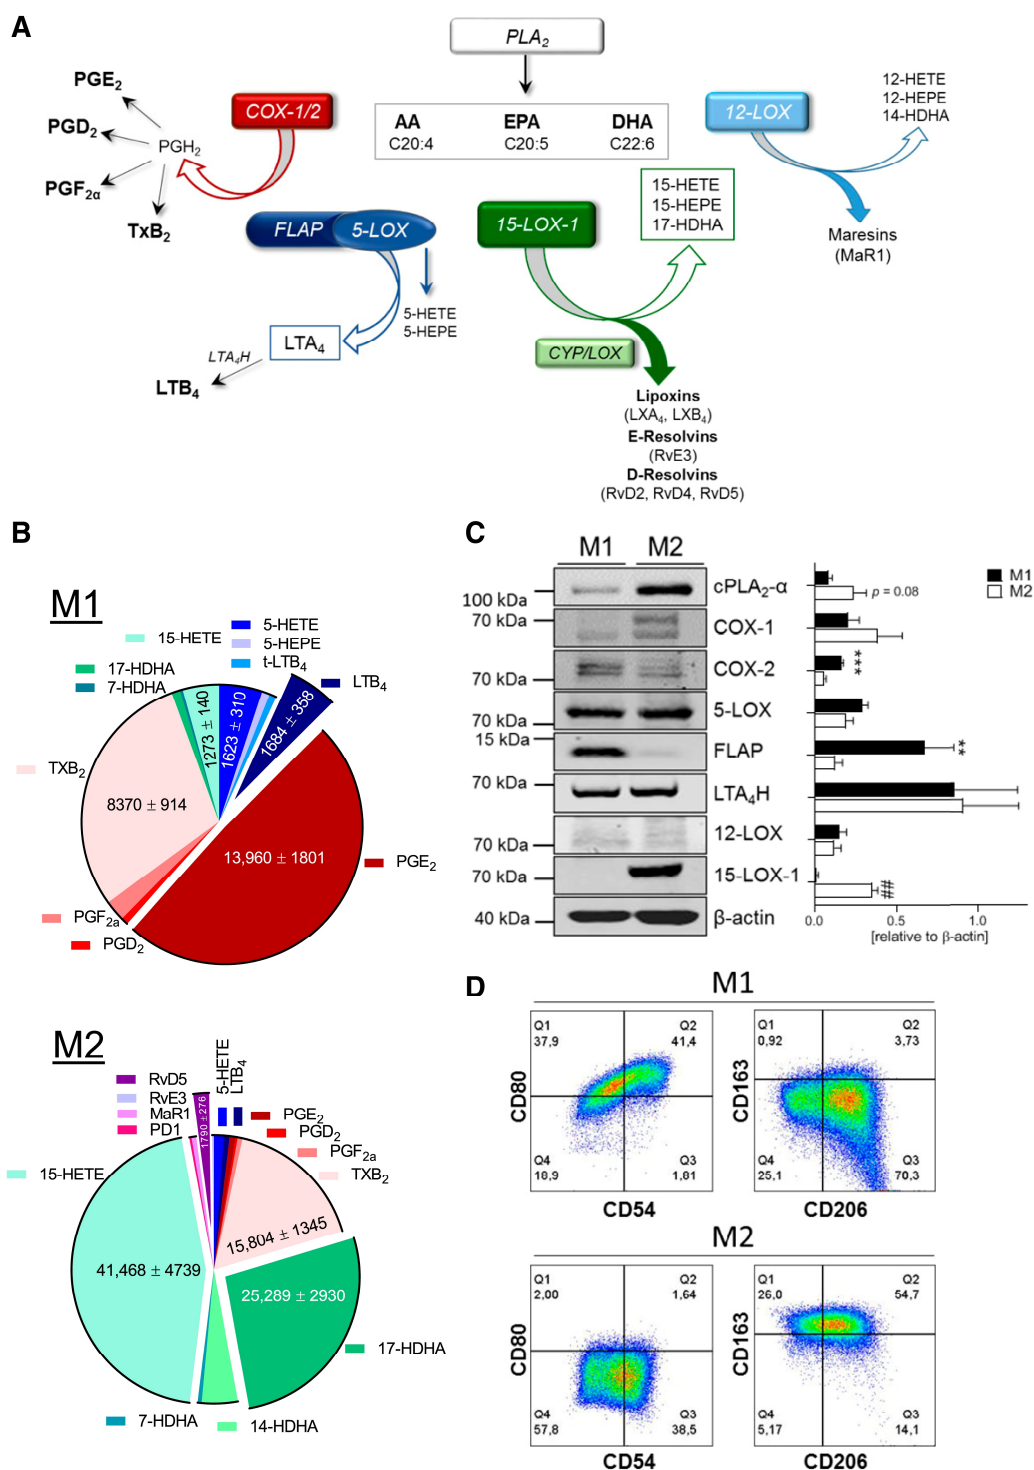 A
PLA2
PGE2
COX-1/2
12-LOX
12-HETE
12-HEPE
14-HDHA
AA EPA DHA
C20:4 C20:5 C22:6
PGD2
PGH2
PGF2α
TxB2
FLAP 5-LOX
15-LOX-1
15-HETE
15-HEPE
17-HDHA
Maresins
(MaR1)
5-HETE
5-HEPE
LTA4
LTA4H
LTB4
CYP/LOX
Lipoxins
(LXA4, LXB4)
E-Resolvins
(RvE3)
D-Resolvins
(RvD2, RvD4, RvD5)
B
M1
15-HETE
5-HETE
5-HEPE
t-LTB4
LTB4
17-HDHA
7-HDHA
1273 ± 140
1623 ± 310
1684 ± 358
TXB2
8370 ± 914
13,960 ± 1801
PGE2
PGF2a
PGD2
M2
RvD5
RvE3
MaR1
PD1
1790 ±276
5-HETE
LTB4
PGE2
PGD2
PGF2a
TXB2
15-HETE
15,804 ± 1345
41,468 ± 4739
25,289 ± 2930
17-HDHA
7-HDHA
14-HDHA
C
M1 M2
100 kDa cPLA2-α
70 kDa COX-1
70 kDa COX-2
70 kDa 5-LOX
15 kDa FLAP
70 kDa LTA4H
70 kDa 12-LOX
70 kDa 15-LOX-1
40 kDa β-actin
M1
M2
p = 0.08
***
**
##
0.0 0.5 1.0
[relative to β-actin]
D
M1
Q1 Q2
37,9 41,4
CD80
Q4 Q3
10,9 1,01
CD54
Q1 Q2
0,92 3,73
CD163
Q4 Q3
25,1 70,3
CD206
M2
Q1 Q2
2,00 1,64
CD80
Q4 Q3
57,8 38,5
CD54
Q1 Q2
26,0 54,7
CD163
Q4 Q3
5,17 14,1
CD206